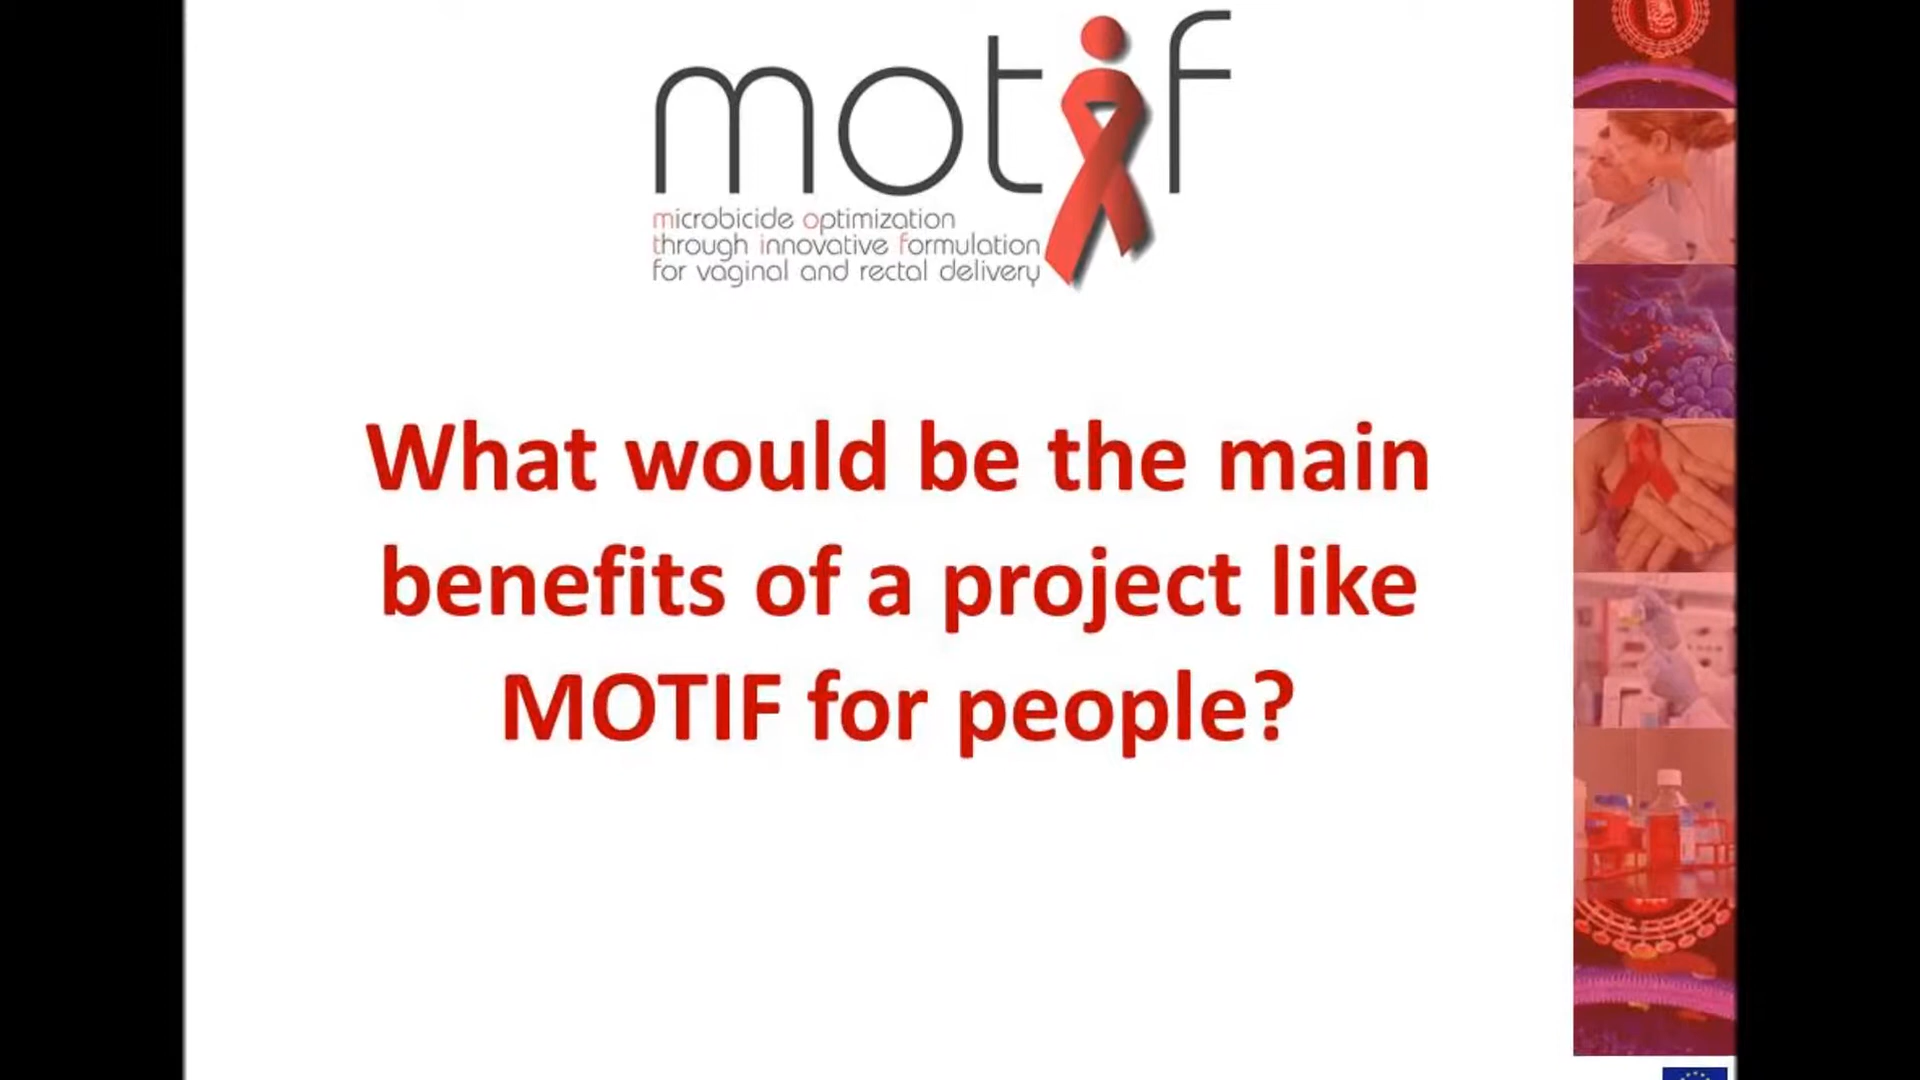 motif
microbicide optimization
through innovative formulation
for vaginal and rectal delivery
What would be the main
benefits of a project like
MOTIF for people?